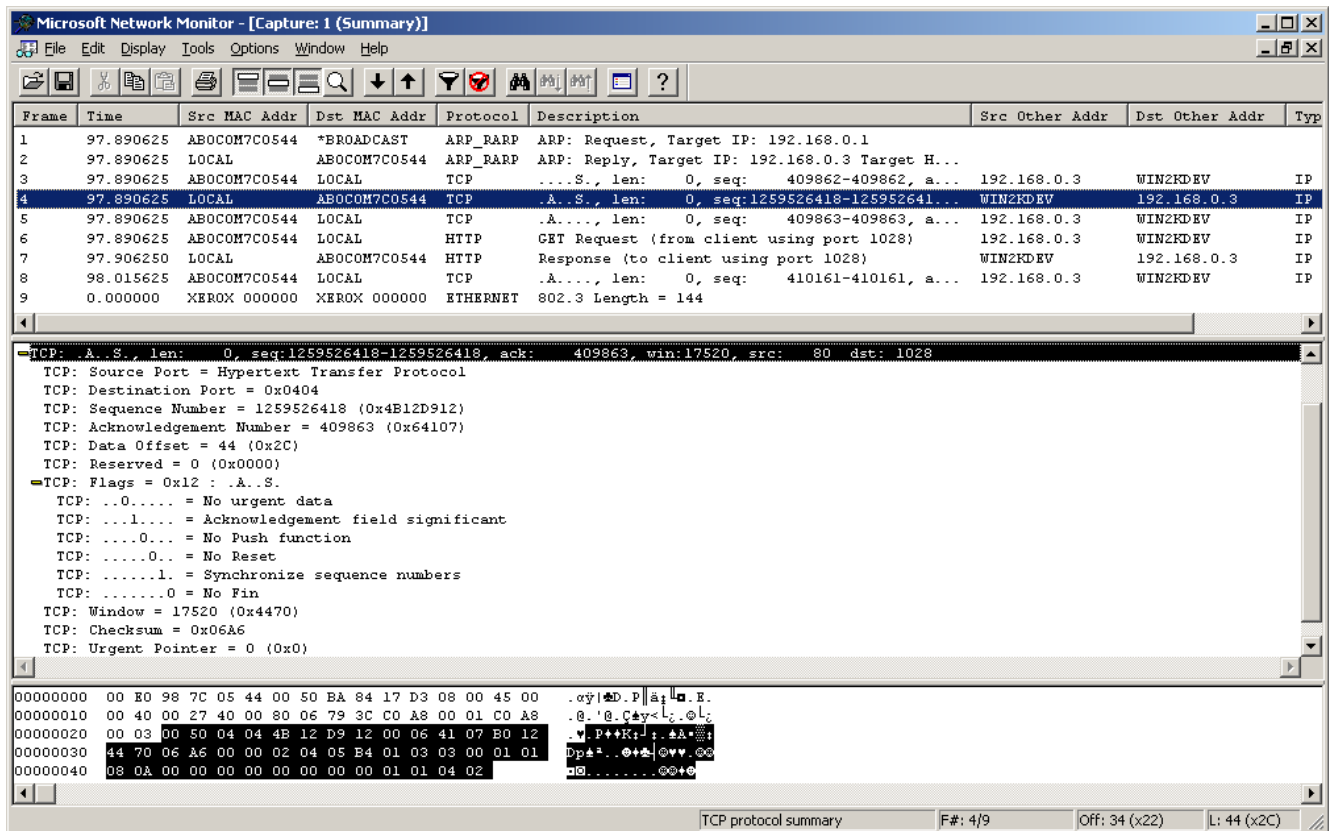 Microsoft Network Monitor - [Capture: 1 (Summary)]
File Edit Display Tools Options Window Help
Frame Time Src MAC Addr Dst MAC Addr Protocol Description Src Other Addr Dst Other Addr Typ
1 97.890625 ABOCOM7C0544 *BROADCAST ARP_RARP ARP: Request, Target IP: 192.168.0.1
2 97.890625 LOCAL ABOCOM7C0544 ARP_RARP ARP: Reply, Target IP: 192.168.0.3 Target H...
3 97.890625 ABOCOM7C0544 LOCAL TCP ....S., len: 0, seq: 409862-409862, a... 192.168.0.3 WIN2KDEV IP
4 97.890625 LOCAL ABOCOM7C0544 TCP .A..S., len: 0, seq:1259526418-125952641... WIN2KDEV 192.168.0.3 IP
5 97.890625 ABOCOM7C0544 LOCAL TCP .A...., len: 0, seq: 409863-409863, a... 192.168.0.3 WIN2KDEV IP
6 97.890625 ABOCOM7C0544 LOCAL HTTP GET Request (from client using port 1028) 192.168.0.3 WIN2KDEV IP
7 97.906250 LOCAL ABOCOM7C0544 HTTP Response (to client using port 1028) WIN2KDEV 192.168.0.3 IP
8 98.015625 ABOCOM7C0544 LOCAL TCP .A...., len: 0, seq: 410161-410161, a... 192.168.0.3 WIN2KDEV IP
9 0.000000 XEROX 000000 XEROX 000000 ETHERNET 802.3 Length = 144
TCP: .A..S., len: 0, seq:1259526418-1259526418, ack: 409863, win:17520, src: 80 dst: 1028
TCP: Source Port = Hypertext Transfer Protocol
TCP: Destination Port = 0x0404
TCP: Sequence Number = 1259526418 (0x4B12D912)
TCP: Acknowledgement Number = 409863 (0x64107)
TCP: Data Offset = 44 (0x2C)
TCP: Reserved = 0 (0x0000)
TCP: Flags = 0x12 : .A..S.
TCP: ..0..... = No urgent data
TCP: ...1.... = Acknowledgement field significant
TCP: ....0... = No Push function
TCP: .....0.. = No Reset
TCP: ......1. = Synchronize sequence numbers
TCP: .......0 = No Fin
TCP: Window = 17520 (0x4470)
TCP: Checksum = 0x06A6
TCP: Urgent Pointer = 0 (0x0)
00000000 00 E0 98 7C 05 44 00 50 BA 84 17 D3 08 00 45 00
00000010 00 40 00 27 40 00 80 06 79 3C C0 A8 00 01 C0 A8
00000020 00 03 00 50 04 04 4B 12 D9 12 00 06 41 07 B0 12
00000030 44 70 06 A6 00 00 02 04 05 B4 01 03 03 00 01 01
00000040 08 0A 00 00 00 00 00 00 00 00 01 01 04 02
TCP protocol summary F#: 4/9 Off: 34 (x22) L: 44 (x2C)